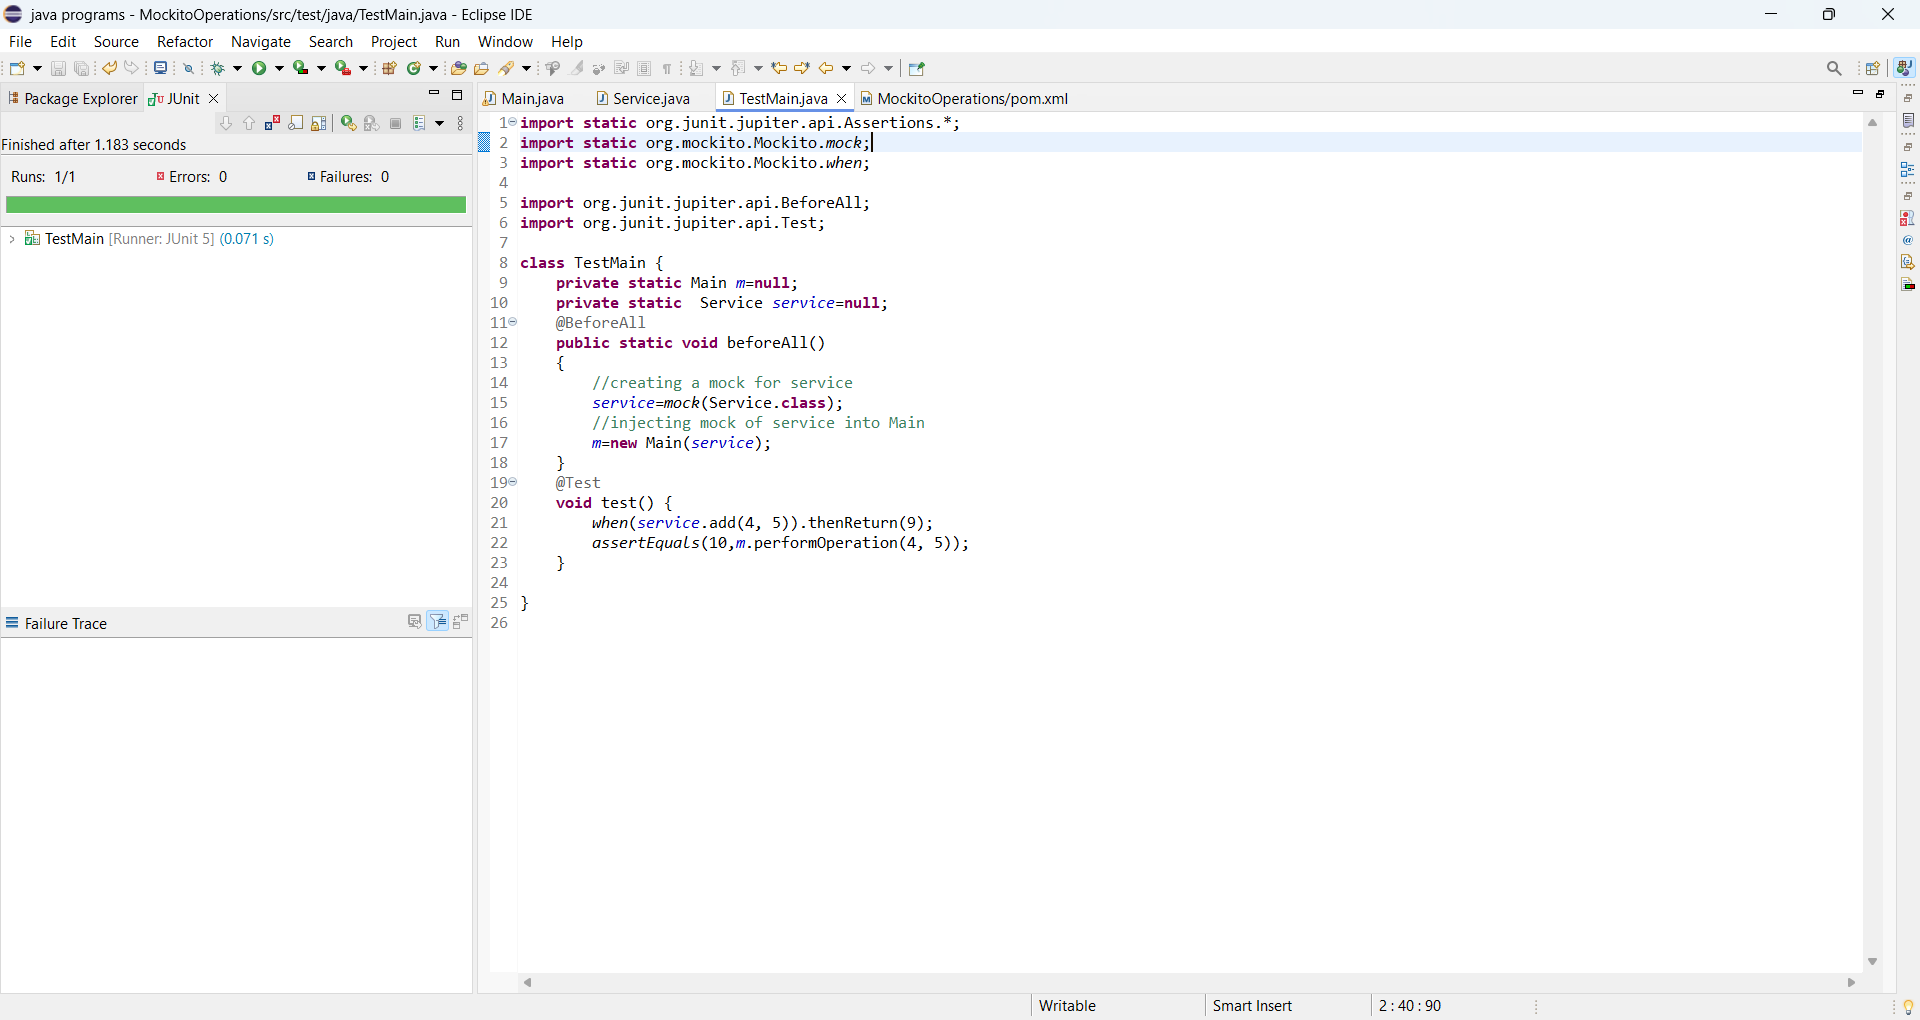 java programs - MockitoOperations/src/test/java/TestMain.java - Eclipse IDE
File Edit Source Refactor Navigate Search Project Run Window Help
Package Explorer JUnit
Finished after 1.183 seconds
Runs: 1/1 Errors: 0 Failures: 0
TestMain [Runner: JUnit 5] (0.071 s)
Failure Trace
Main.java Service.java TestMain.java MockitoOperations/pom.xml
1 import static org.junit.jupiter.api.Assertions.*;
2 import static org.mockito.Mockito.mock;
3 import static org.mockito.Mockito.when;
4
5 import org.junit.jupiter.api.BeforeAll;
6 import org.junit.jupiter.api.Test;
7
8 class TestMain {
9 private static Main m=null;
10 private static  Service service=null;
11 @BeforeAll
12 public static void beforeAll()
13 {
14 //creating a mock for service
15 service=mock(Service.class);
16 //injecting mock of service into Main
17 m=new Main(service);
18 }
19 @Test
20 void test() {
21 when(service.add(4, 5)).thenReturn(9);
22 assertEquals(10,m.performOperation(4, 5));
23 }
24
25 }
26
Writable Smart Insert 2 : 40 : 90